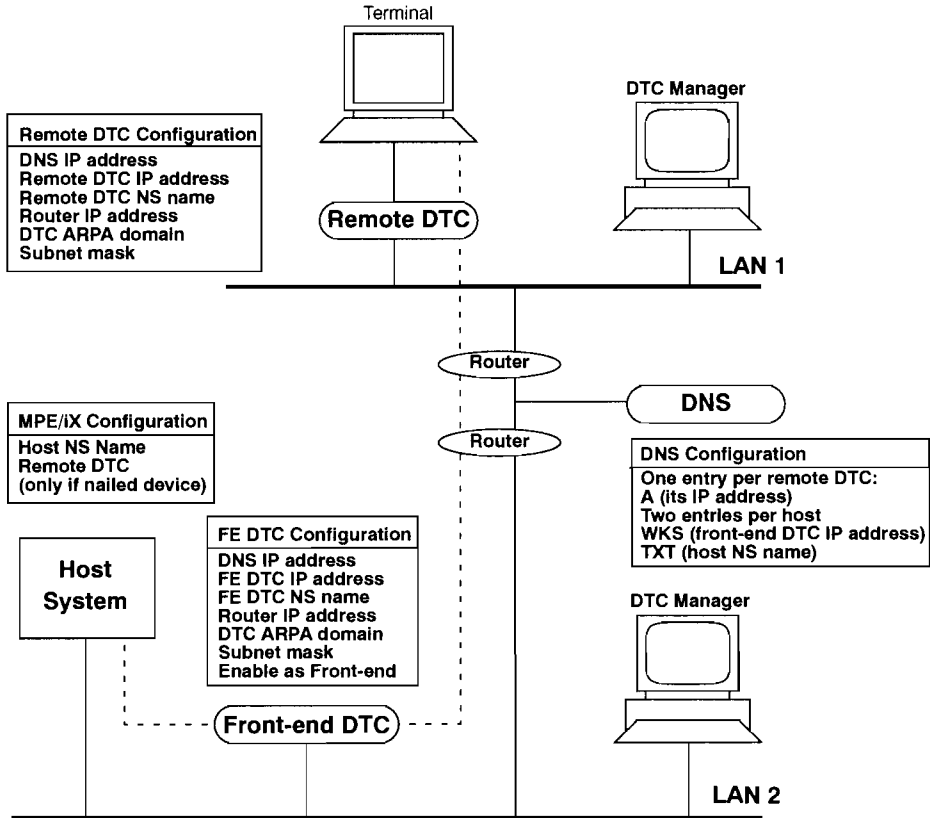 Terminal
DTC Manager
Remote DTC Configuration
DNS IP address
Remote DTC IP address
Remote DTC NS name
Router IP address
DTC ARPA domain
Subnet mask
Remote DTC
LAN 1
Router
DNS
MPE/iX Configuration
Host NS Name
Remote DTC
(only if nailed device)
Router
DNS Configuration
One entry per remote DTC:
A (its IP address)
Two entries per host
WKS (front-end DTC IP address)
TXT (host NS name)
FE DTC Configuration
DNS IP address
FE DTC IP address
FE DTC NS name
Router IP address
DTC ARPA domain
Subnet mask
Enable as Front-end
Host
System
DTC Manager
Front-end DTC
LAN 2